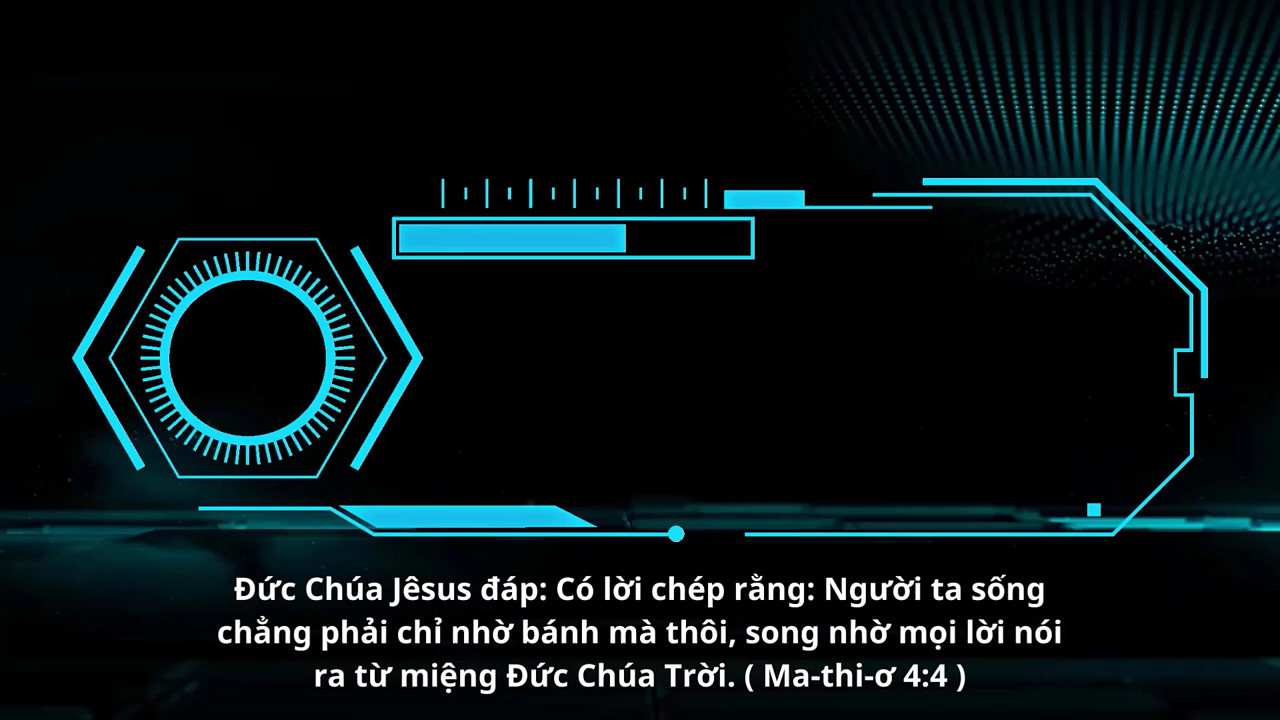 Đức Chúa Jêsus đáp: Có lời chép rằng: Người ta sống
chẳng phải chỉ nhờ bánh mà thôi, song nhờ mọi lời nói
ra từ miệng Đức Chúa Trời. ( Ma-thi-ơ 4:4 )